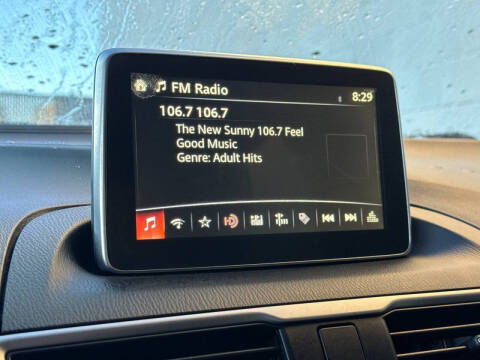 FM Radio
8:29
106.7 106.7
The New Sunny 106.7 Feel
Good Music
Genre: Adult Hits
HD